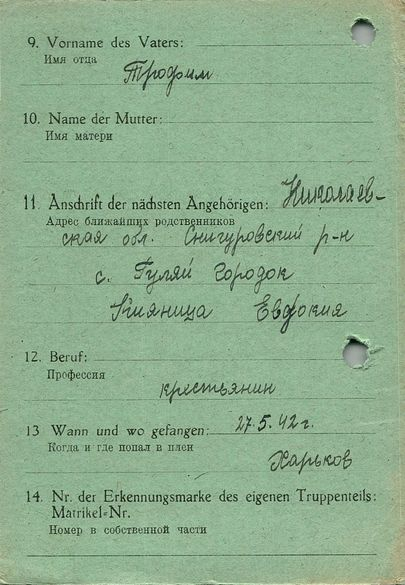 9. Vorname des Vaters:
Имя отца
Трофим
10. Name der Mutter:
Имя матери
11. Anschrift der nächsten Angehörigen: Николаев-
Адрес ближайших родственников
ская обл. Снигуровский р-н
с. Гуляй Городок
Евдокия
12. Beruf:
Профессия
крестьянин
13 Wann und wo gefangen: 27.5.42 г.
Когда и где попал в плен
Харьков
14. Nr. der Erkennungsmarke des eigenen Truppenteils:
Matrikel-Nr.
Номер в собственной части